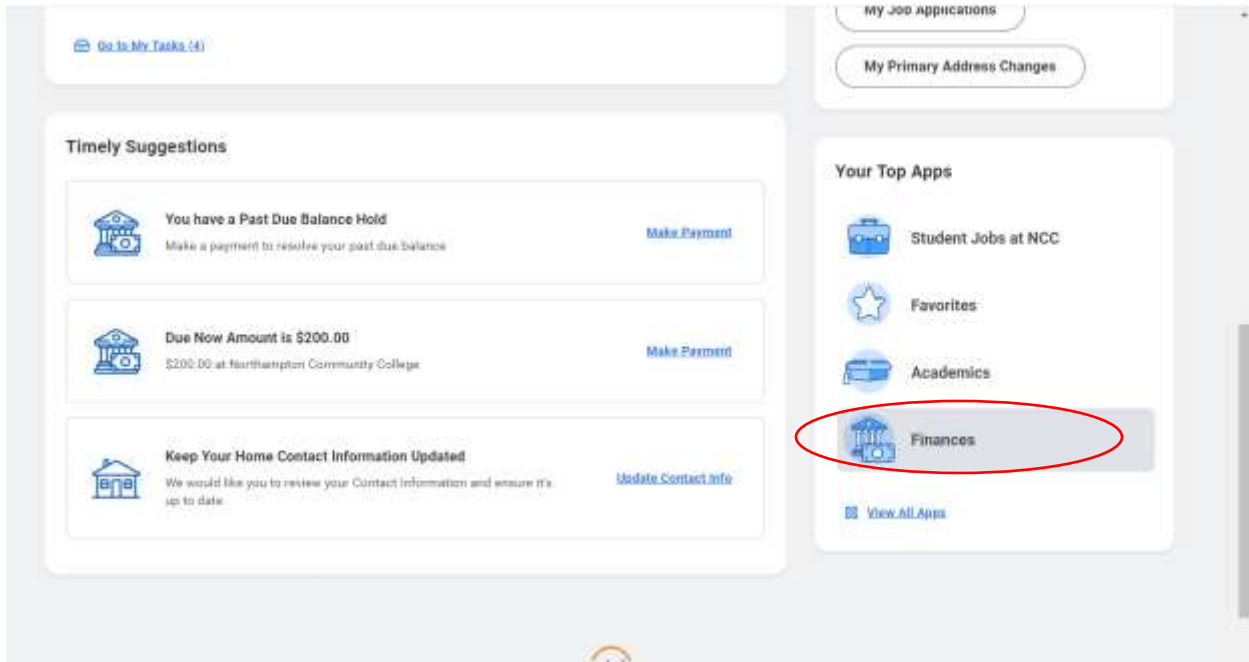 My Job Applications
Go to My Tasks (4)
My Primary Address Changes
Timely Suggestions
You have a Past Due Balance Hold
Make a payment to resolve your past due balance
Make Payment
Due Now Amount is $200.00
$200.00 at Northampton Community College
Make Payment
Keep Your Home Contact Information Updated
We would like you to review your Contact Information and ensure it's
up to date
Update Contact Info
Your Top Apps
Student Jobs at NCC
Favorites
Academics
Finances
View All Apps